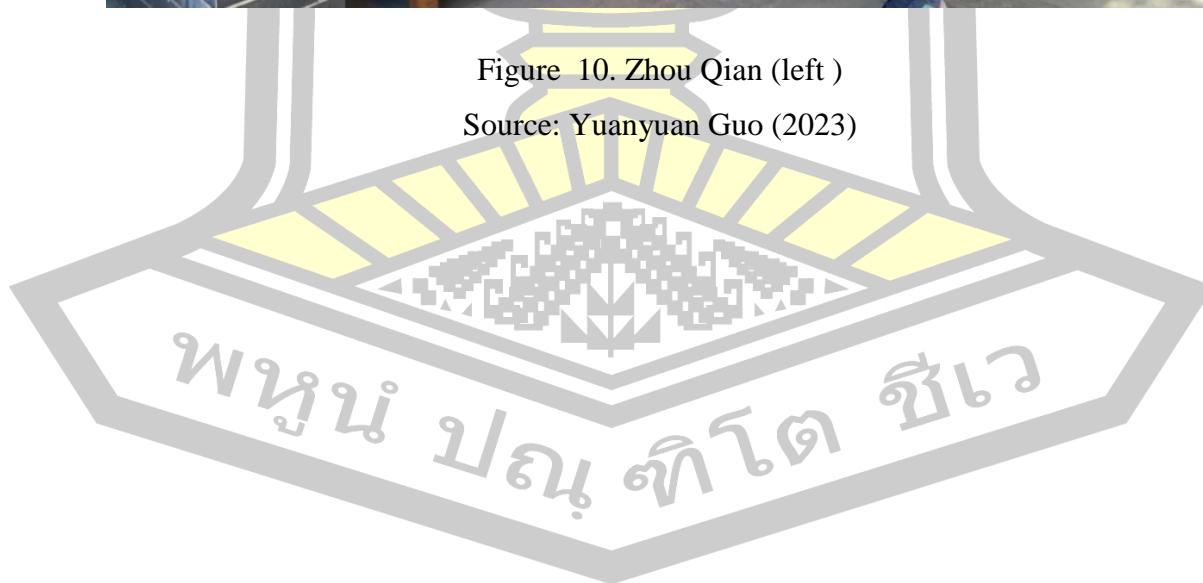 Figure 10. Zhou Qian (left )
Source: Yuanyuan Guo (2023)
พหูนํ ปณฺฑิโต ชีเว